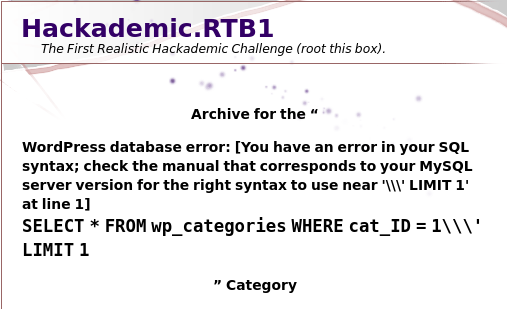 Hackademic.RTB1
The First Realistic Hackademic Challenge (root this box).
Archive for the “
WordPress database error: [You have an error in your SQL
syntax; check the manual that corresponds to your MySQL
server version for the right syntax to use near '\\\' LIMIT 1'
at line 1]
SELECT * FROM wp_categories WHERE cat_ID = 1\\\'
LIMIT 1
” Category